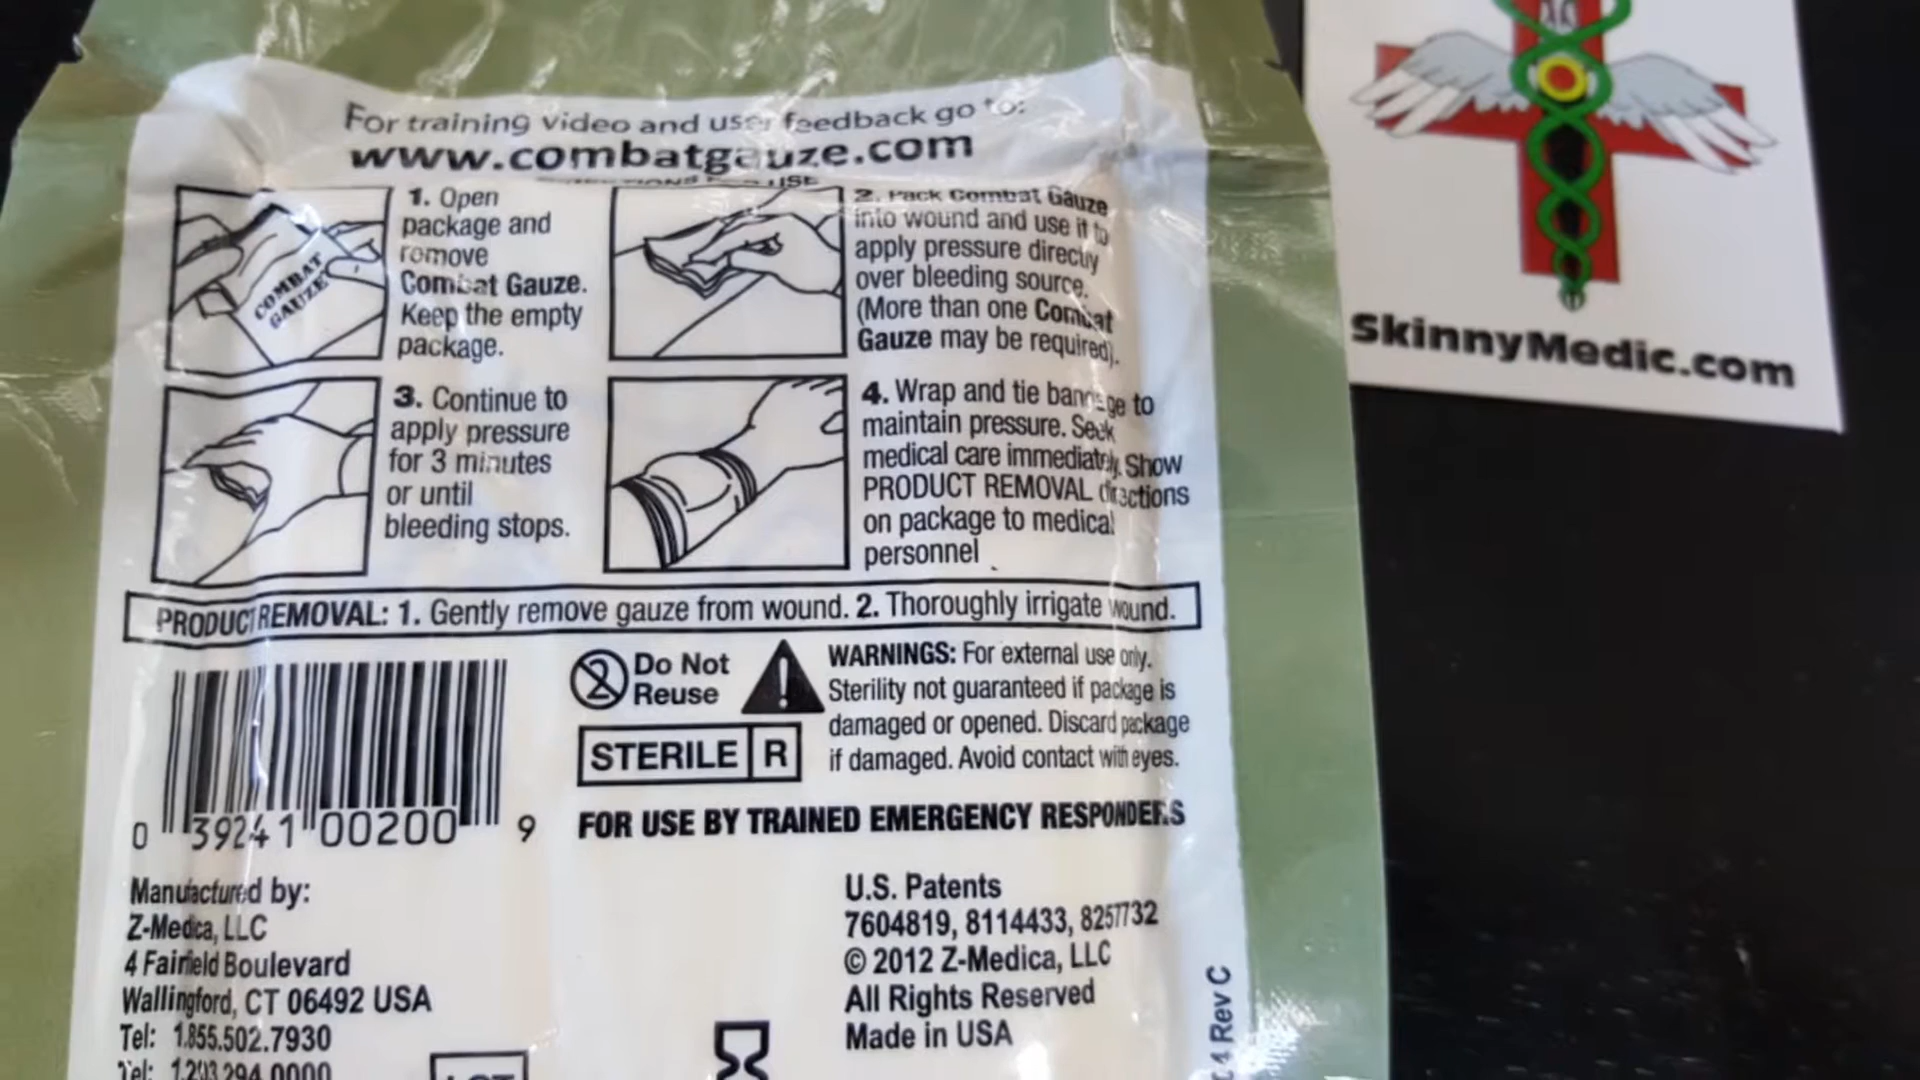 For training video and user feedback go to:
www.combatgauze.com
COMBAT
GAUZE
1. Open
package and
remove
Combat Gauze.
Keep the empty
package.
2. Pack Combat Gauze
into wound and use it to
apply pressure directly
over bleeding source.
(More than one Combat
Gauze may be required).
3. Continue to
apply pressure
for 3 minutes
or until
bleeding stops.
4. Wrap and tie bandage to
maintain pressure. Seek
medical care immediately. Show
PRODUCT REMOVAL directions
on package to medical
personnel
PRODUCT REMOVAL: 1. Gently remove gauze from wound. 2. Thoroughly irrigate wound.
Do Not
Reuse
2
STERILE R
WARNINGS: For external use only.
Sterility not guaranteed if package is
damaged or opened. Discard package
if damaged. Avoid contact with eyes.
0 39241 00200 9
FOR USE BY TRAINED EMERGENCY RESPONDERS
Manufactured by:
Z-Medica, LLC
4 Fairfield Boulevard
Wallingford, CT 06492 USA
Tel: 1.855.502.7930
Tel: 1.203.294.0000
LOT
U.S. Patents
7604819, 8114433, 8257732
© 2012 Z-Medica, LLC
All Rights Reserved
Made in USA
Rev C
SkinnyMedic.com